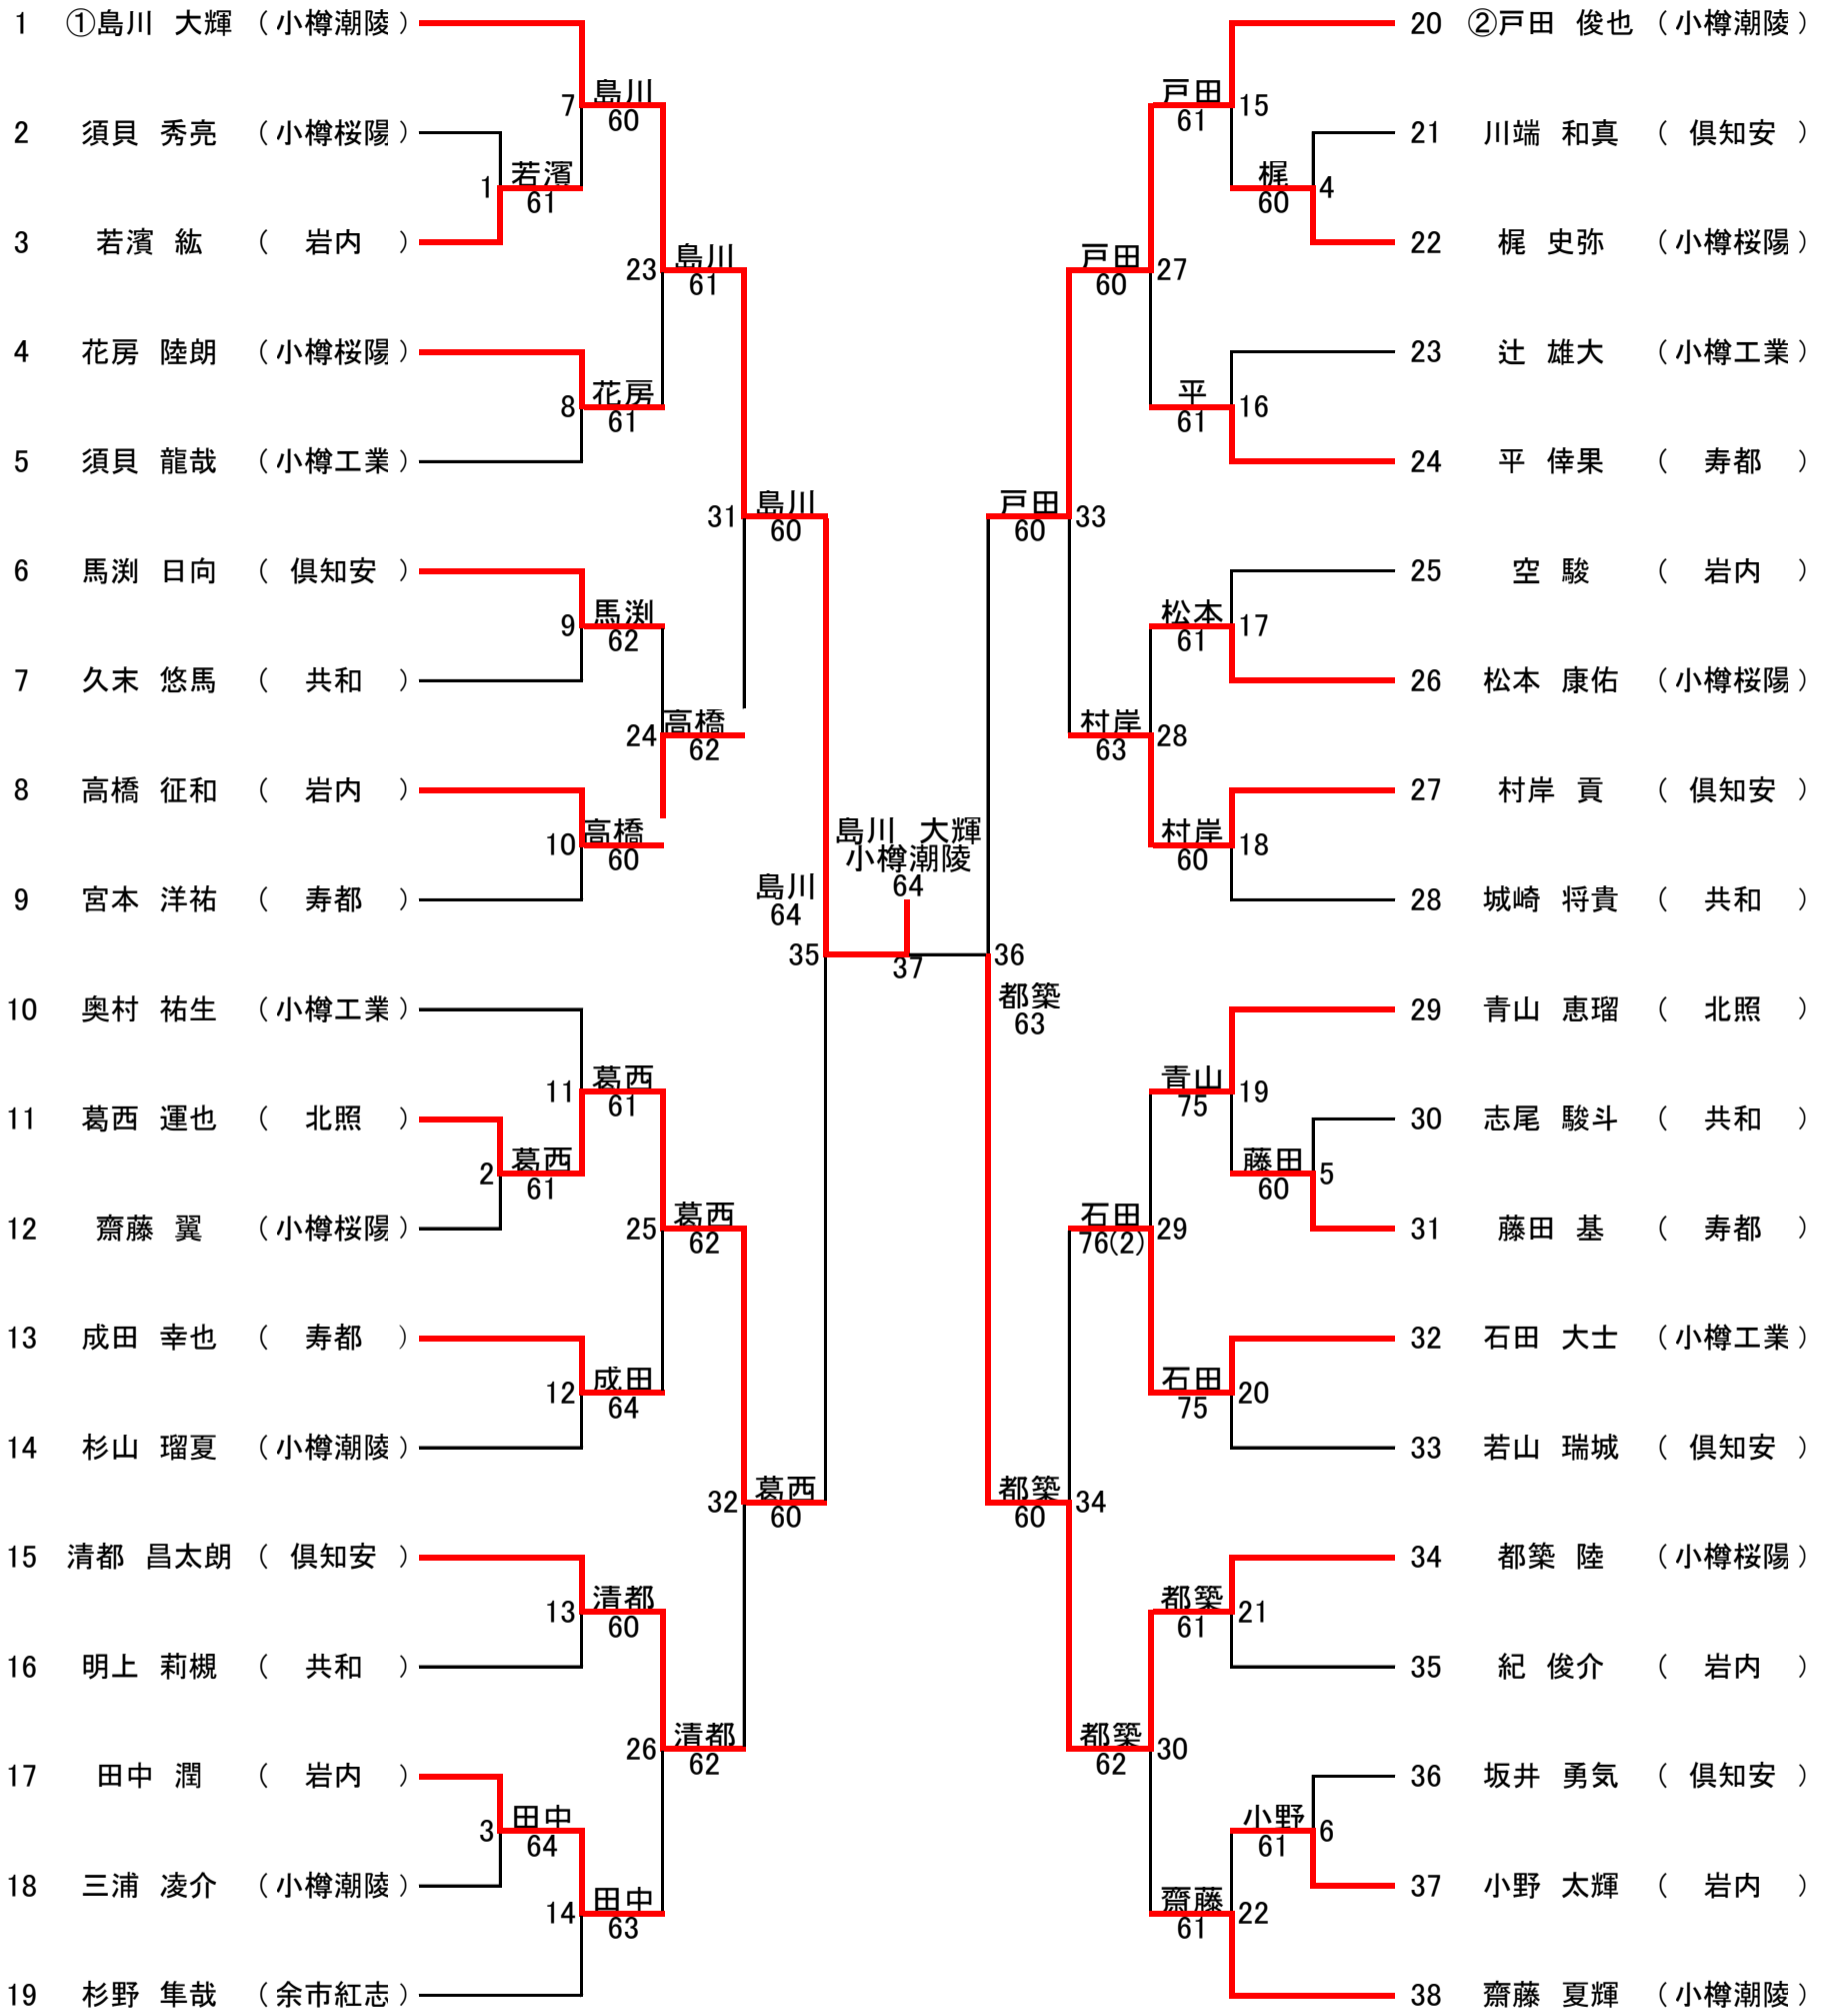 1 ①島川 大輝 (小樽潮陵)
2 須貝 秀亮 (小樽桜陽)
3 若濱 紘 (岩内)
4 花房 陸朗 (小樽桜陽)
5 須貝 龍哉 (小樽工業)
6 馬渕 日向 (倶知安)
7 久末 悠馬 (共和)
8 高橋 征和 (岩内)
9 宮本 洋祐 (寿都)
10 奥村 祐生 (小樽工業)
11 葛西 運也 (北照)
12 齋藤 翼 (小樽桜陽)
13 成田 幸也 (寿都)
14 杉山 瑠夏 (小樽潮陵)
15 清都 昌太朗 (倶知安)
16 明上 莉槻 (共和)
17 田中 潤 (岩内)
18 三浦 凌介 (小樽潮陵)
19 杉野 隼哉 (余市紅志)
1 若濱
61
2 葛西
61
3 田中
64
7 島川
60
8 花房
61
9 馬渕
62
10 高橋
60
11 葛西
61
12 成田
64
13 清都
60
14 田中
63
23 島川
61
24 高橋
62
25 葛西
62
26 清都
62
31 島川
60
32 葛西
60
島川
64
35
島川 大輝
小樽潮陵
64
37
36
都築
63
戸田 33
60
都築 34
60
戸田 27
60
村岸 28
63
石田 29
76(2)
都築 30
62
戸田 15
61
平 16
61
松本 17
61
村岸 18
60
青山 19
75
石田 20
75
都築 21
61
齋藤 22
61
梶 4
60
藤田 5
60
小野 6
61
20 ②戸田 俊也 (小樽潮陵)
21 川端 和真 (倶知安)
22 梶 史弥 (小樽桜陽)
23 辻 雄大 (小樽工業)
24 平 倖果 (寿都)
25 空 駿 (岩内)
26 松本 康佑 (小樽桜陽)
27 村岸 貢 (倶知安)
28 城崎 将貴 (共和)
29 青山 恵瑠 (北照)
30 志尾 駿斗 (共和)
31 藤田 基 (寿都)
32 石田 大士 (小樽工業)
33 若山 瑞城 (倶知安)
34 都築 陸 (小樽桜陽)
35 紀 俊介 (岩内)
36 坂井 勇気 (倶知安)
37 小野 太輝 (岩内)
38 齋藤 夏輝 (小樽潮陵)